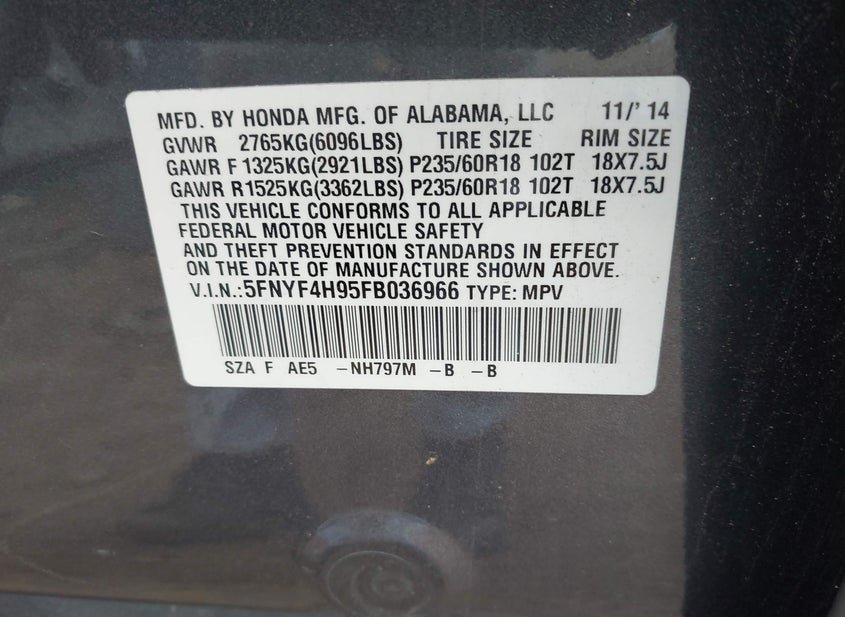 MFD. BY HONDA MFG. OF ALABAMA, LLC 11/' 14
GVWR 2765KG(6096LBS) TIRE SIZE RIM SIZE
GAWR F 1325KG(2921LBS) P235/60R18 102T 18X7.5J
GAWR R1525KG(3362LBS) P235/60R18 102T 18X7.5J
THIS VEHICLE CONFORMS TO ALL APPLICABLE
FEDERAL MOTOR VEHICLE SAFETY
AND THEFT PREVENTION STANDARDS IN EFFECT
ON THE DATE OF MANUFACTURE SHOWN ABOVE.
V.I.N.:5FNYF4H95FB036966 TYPE: MPV
SZA F AE5 -NH797M -B -B